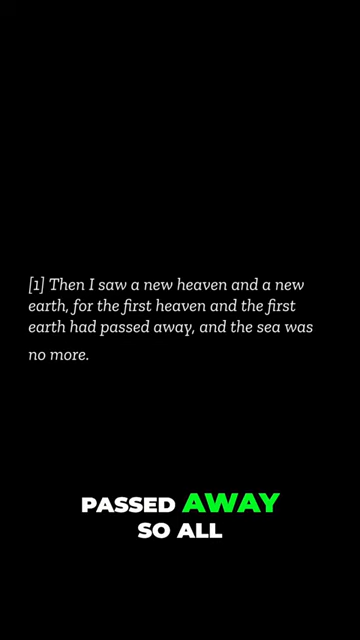 [1] Then I saw a new heaven and a new
earth, for the first heaven and the first
earth had passed away, and the sea was
no more.
PASSED AWAY
SO ALL